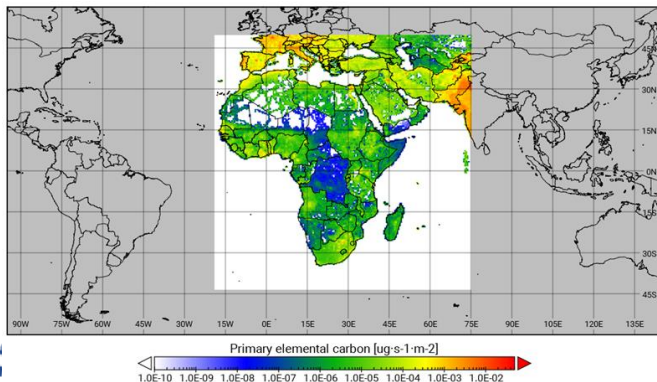 45N
30N
15N
0N
15S
30S
45S
90W 75W 60W 45W 30W 15W 0E 15E 30E 45E 60E 75E 90E 105E 120E 135E
Primary elemental carbon [ug·s-1·m-2]
1.0E-10 1.0E-09 1.0E-08 1.0E-07 1.0E-06 1.0E-05 1.0E-04 1.0E-03 1.0E-02